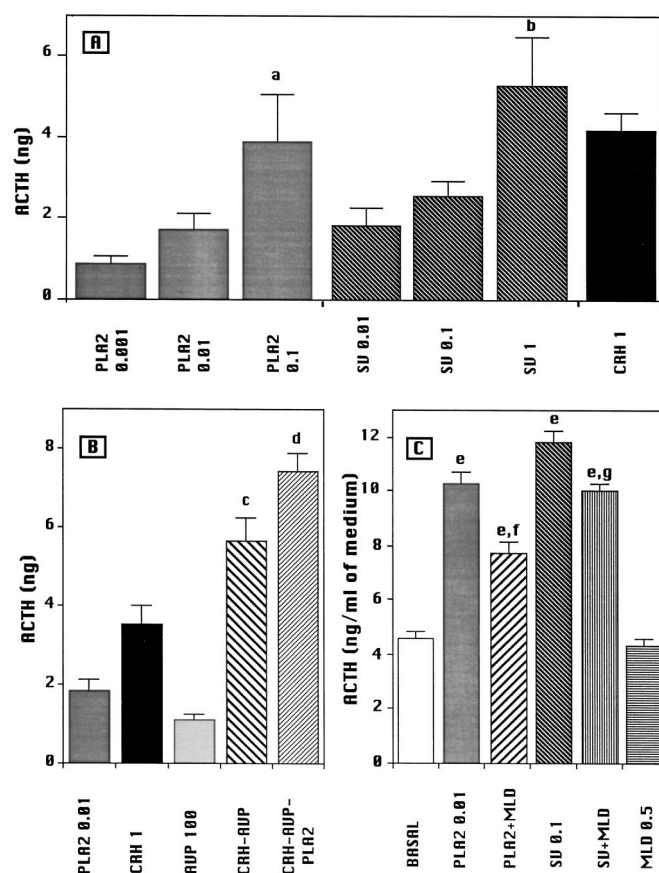 A
ACTH (ng)
6
4
2
0
a
b
PLA2
0.001
PLA2
0.01
PLA2
0.1
SV 0.01
SV 0.1
SV 1
CRH 1
B
ACTH (ng)
8
6
4
2
0
c
d
PLA2 0.01
CRH 1
AVP 100
CRH-AVP
CRH-AVP-
PLA2
C
ACTH (ng/ml of medium)
12
10
8
6
4
2
0
e
e,f
e
e,g
BASAL
PLA2 0.01
PLA2+MLD
SV 0.1
SV+MLD
MLD 0.5